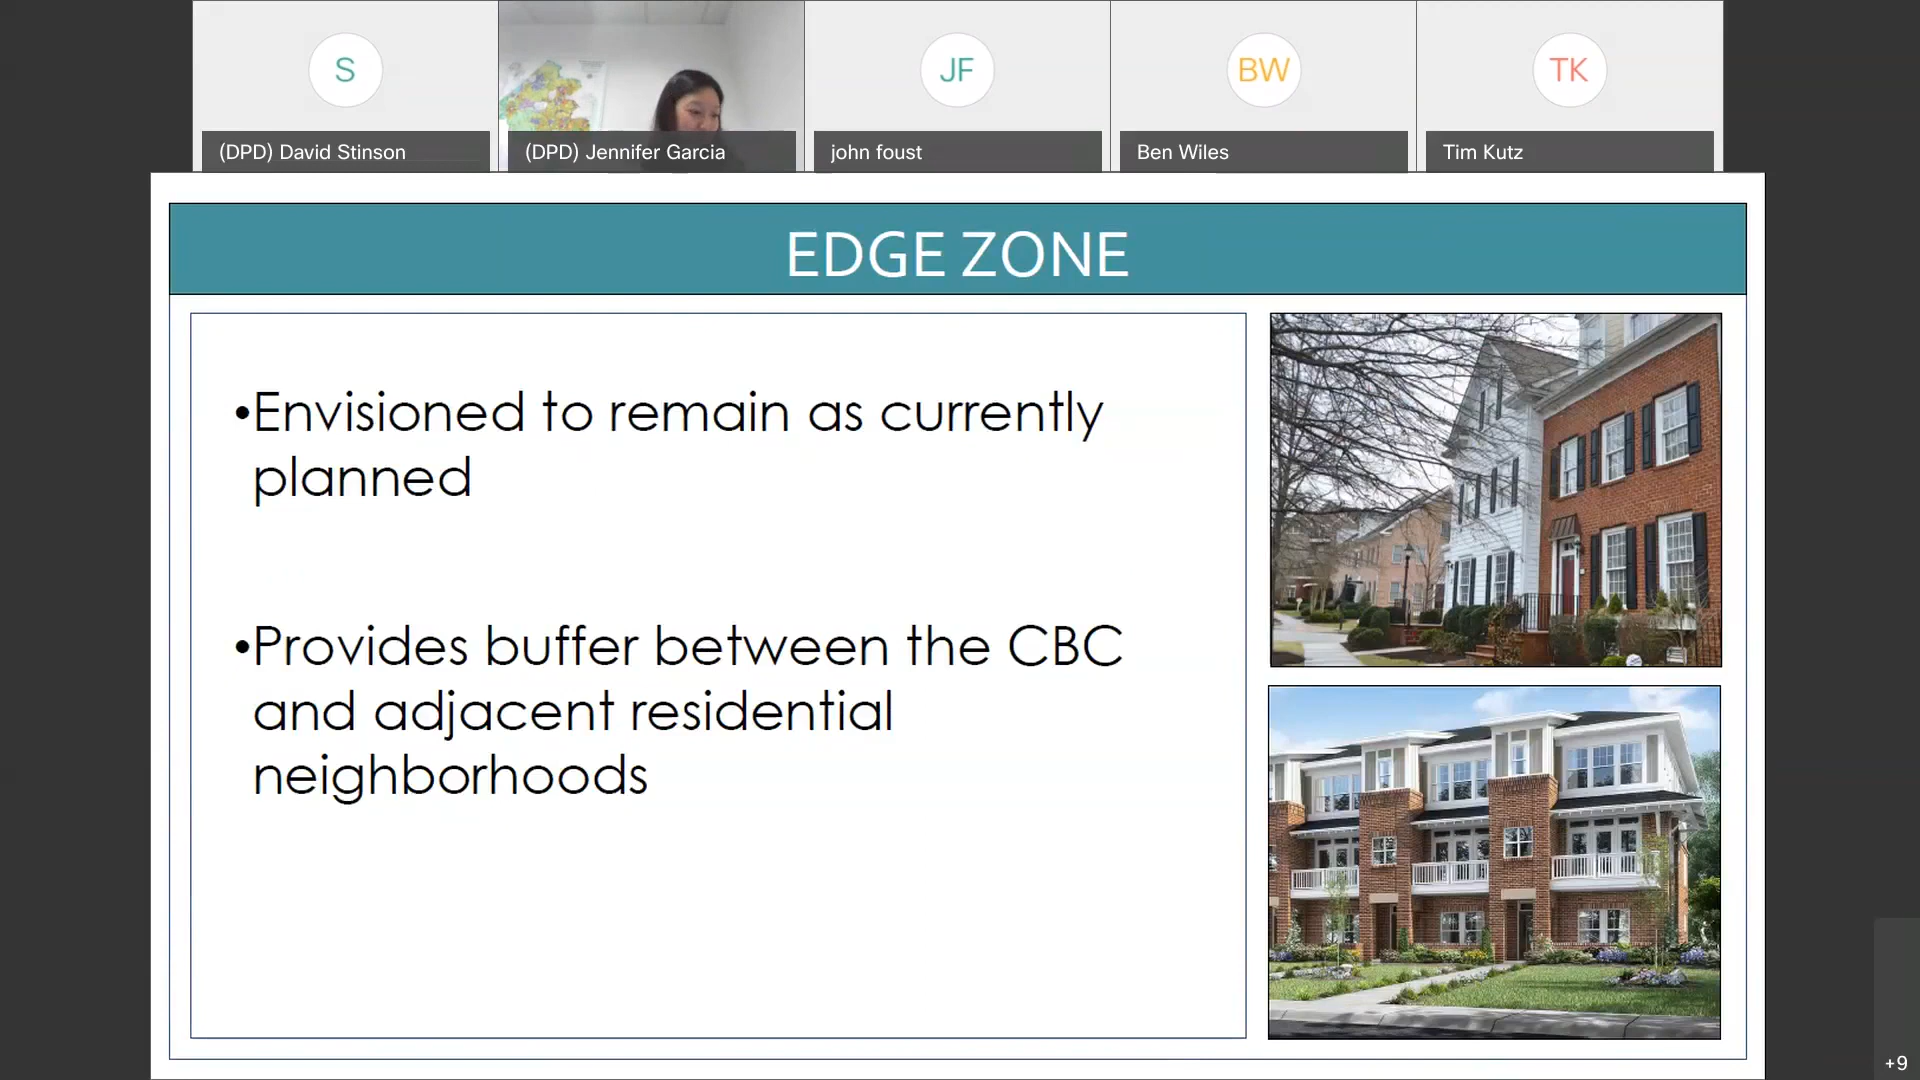 S
JF
BW
TK
(DPD) David Stinson
(DPD) Jennifer Garcia
john foust
Ben Wiles
Tim Kutz
EDGE ZONE
•Envisioned to remain as currently
planned
•Provides buffer between the CBC
and adjacent residential
neighborhoods
+9